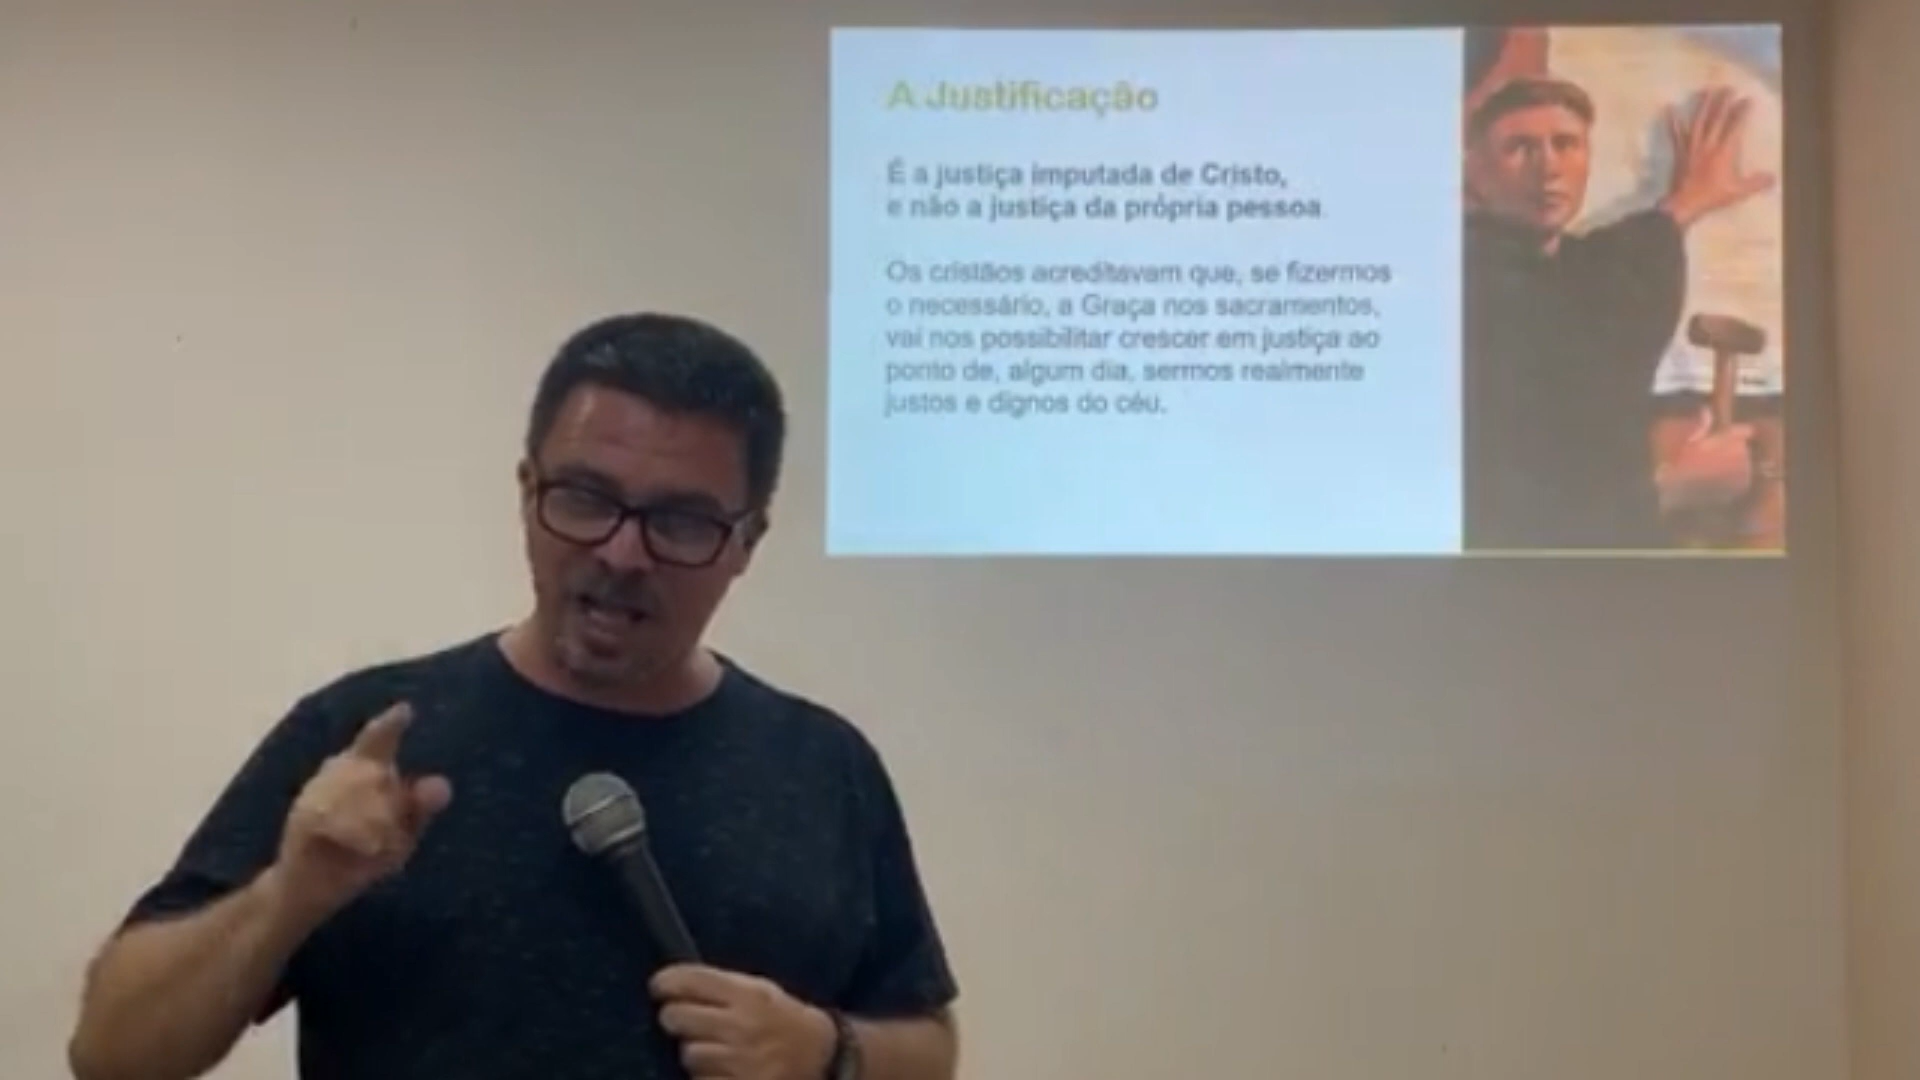 A Justificação
É a justiça imputada de Cristo,
e não a justiça da própria pessoa.
Os cristãos acreditavam que, se fizermos
o necessário, a Graça nos sacramentos,
vai nos possibilitar crescer em justiça ao
ponto de, algum dia, sermos realmente
justos e dignos do céu.